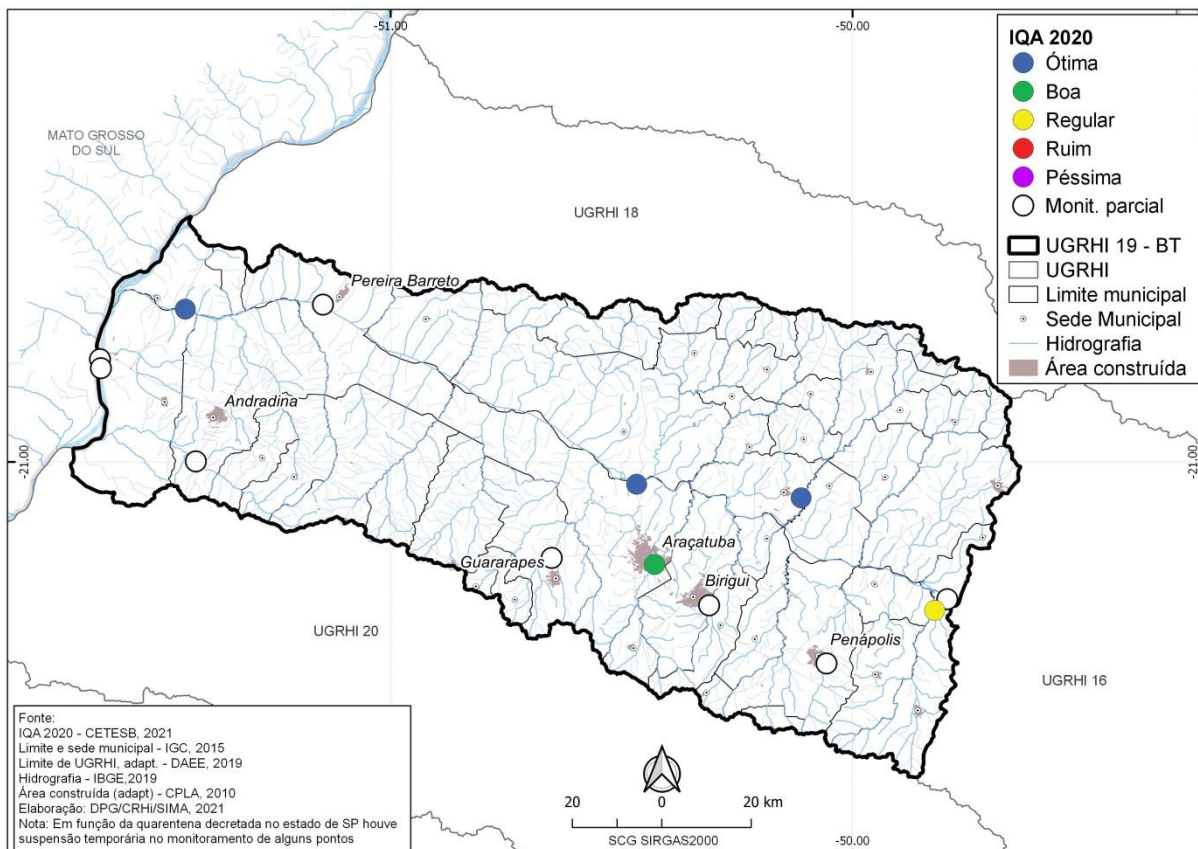 -51.00
-50.00
IQA 2020
Ótima
Boa
Regular
Ruim
Péssima
Monit. parcial
UGRHI 19 - BT
UGRHI
Limite municipal
Sede Municipal
Hidrografia
Área construída
MATO GROSSO
DO SUL
UGRHI 18
Pereira Barreto
Andradina
-21.00
-21.00
Araçatuba
Guararapes
Birigui
Penápolis
UGRHI 20
UGRHI 16
Fonte:
IQA 2020 - CETESB, 2021
Limite e sede municipal - IGC, 2015
Limite de UGRHI, adapt. - DAEE, 2019
Hidrografia - IBGE,2019
Área construída (adapt) - CPLA, 2010
Elaboração: DPG/CRHi/SIMA, 2021
Nota: Em função da quarentena decretada no estado de SP houve
suspensão temporária no monitoramento de alguns pontos
20 0 20 km
SCG SIRGAS2000
-50.00